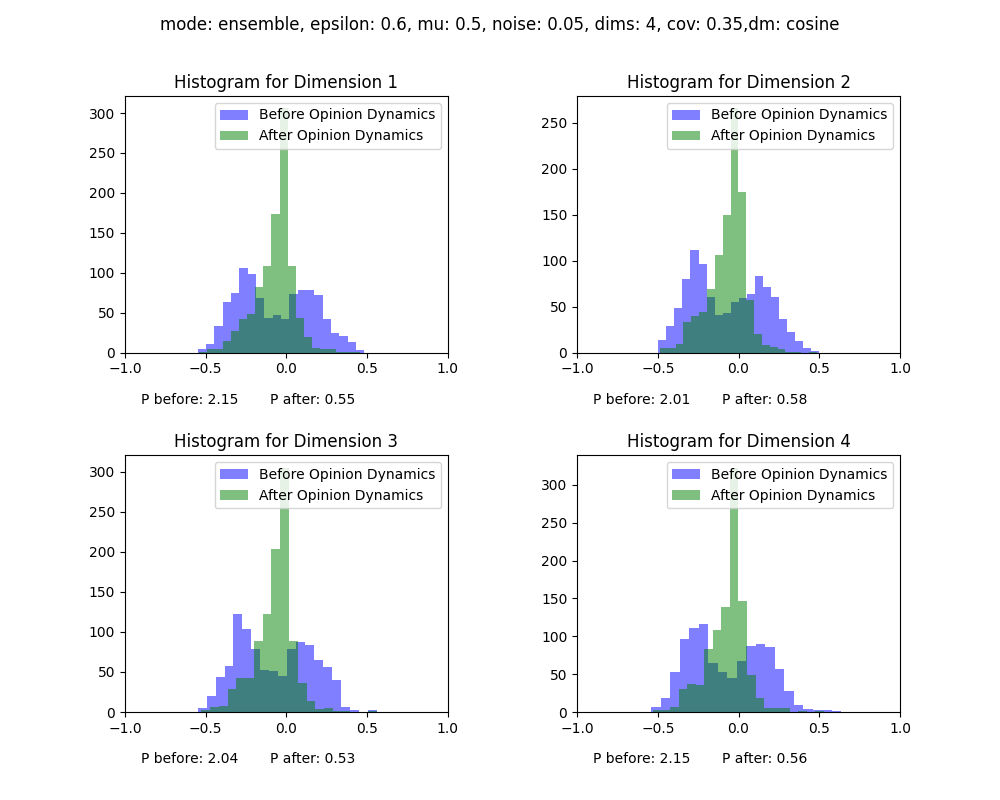 mode: ensemble, epsilon: 0.6, mu: 0.5, noise: 0.05, dims: 4, cov: 0.35,dm: cosine
Histogram for Dimension 1
Before Opinion Dynamics
After Opinion Dynamics
300
250
200
150
100
50
0
−1.0 −0.5 0.0 0.5 1.0
P before: 2.15 P after: 0.55
Histogram for Dimension 2
Before Opinion Dynamics
After Opinion Dynamics
250
200
150
100
50
0
−1.0 −0.5 0.0 0.5 1.0
P before: 2.01 P after: 0.58
Histogram for Dimension 3
Before Opinion Dynamics
After Opinion Dynamics
300
250
200
150
100
50
0
−1.0 −0.5 0.0 0.5 1.0
P before: 2.04 P after: 0.53
Histogram for Dimension 4
Before Opinion Dynamics
After Opinion Dynamics
300
250
200
150
100
50
0
−1.0 −0.5 0.0 0.5 1.0
P before: 2.15 P after: 0.56